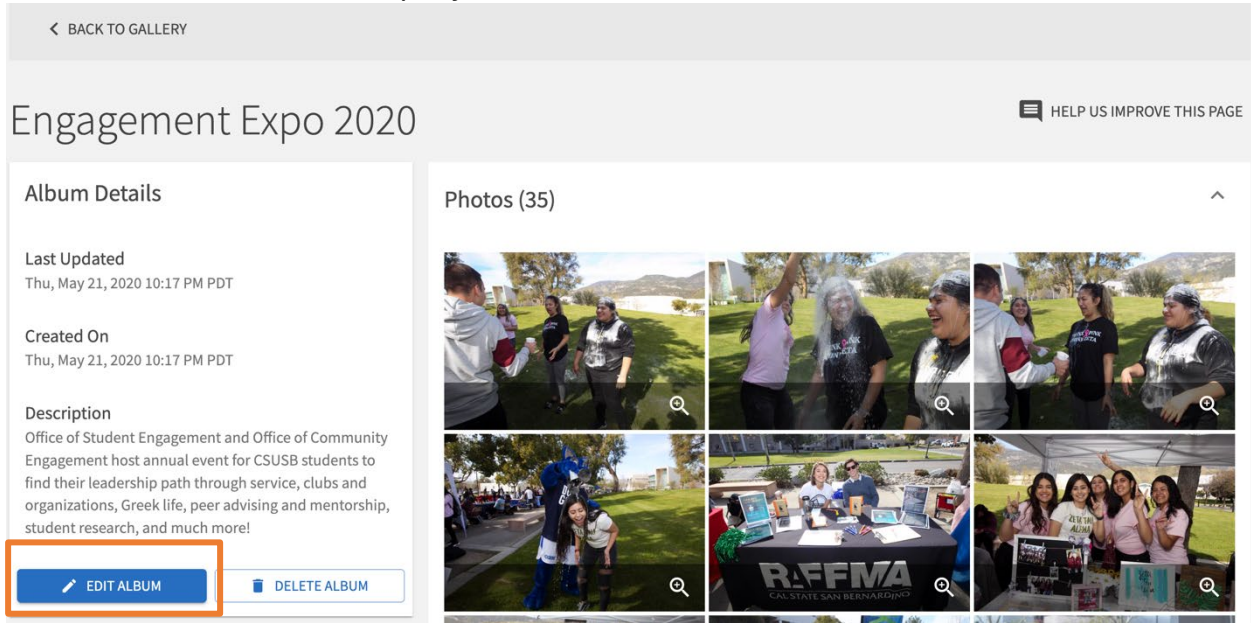 BACK TO GALLERY
Engagement Expo 2020
HELP US IMPROVE THIS PAGE
Album Details
Last Updated
Thu, May 21, 2020 10:17 PM PDT
Created On
Thu, May 21, 2020 10:17 PM PDT
Description
Office of Student Engagement and Office of Community
Engagement host annual event for CSUSB students to
find their leadership path through service, clubs and
organizations, Greek life, peer advising and mentorship,
student research, and much more!
EDIT ALBUM
DELETE ALBUM
Photos (35)
RAFFMA
CAL STATE SAN BERNARDINO